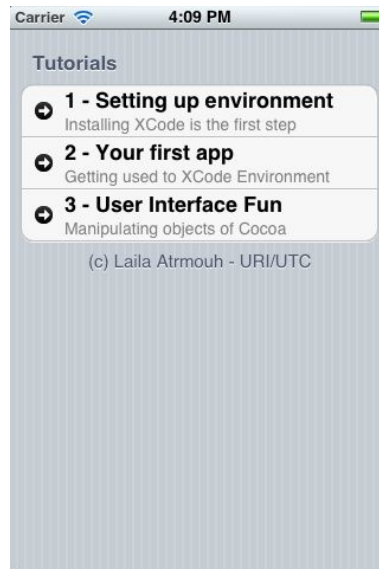 Carrier 4:09 PM
Tutorials
1 - Setting up environment
Installing XCode is the first step
2 - Your first app
Getting used to XCode Environment
3 - User Interface Fun
Manipulating objects of Cocoa
(c) Laila Atrmouh - URI/UTC